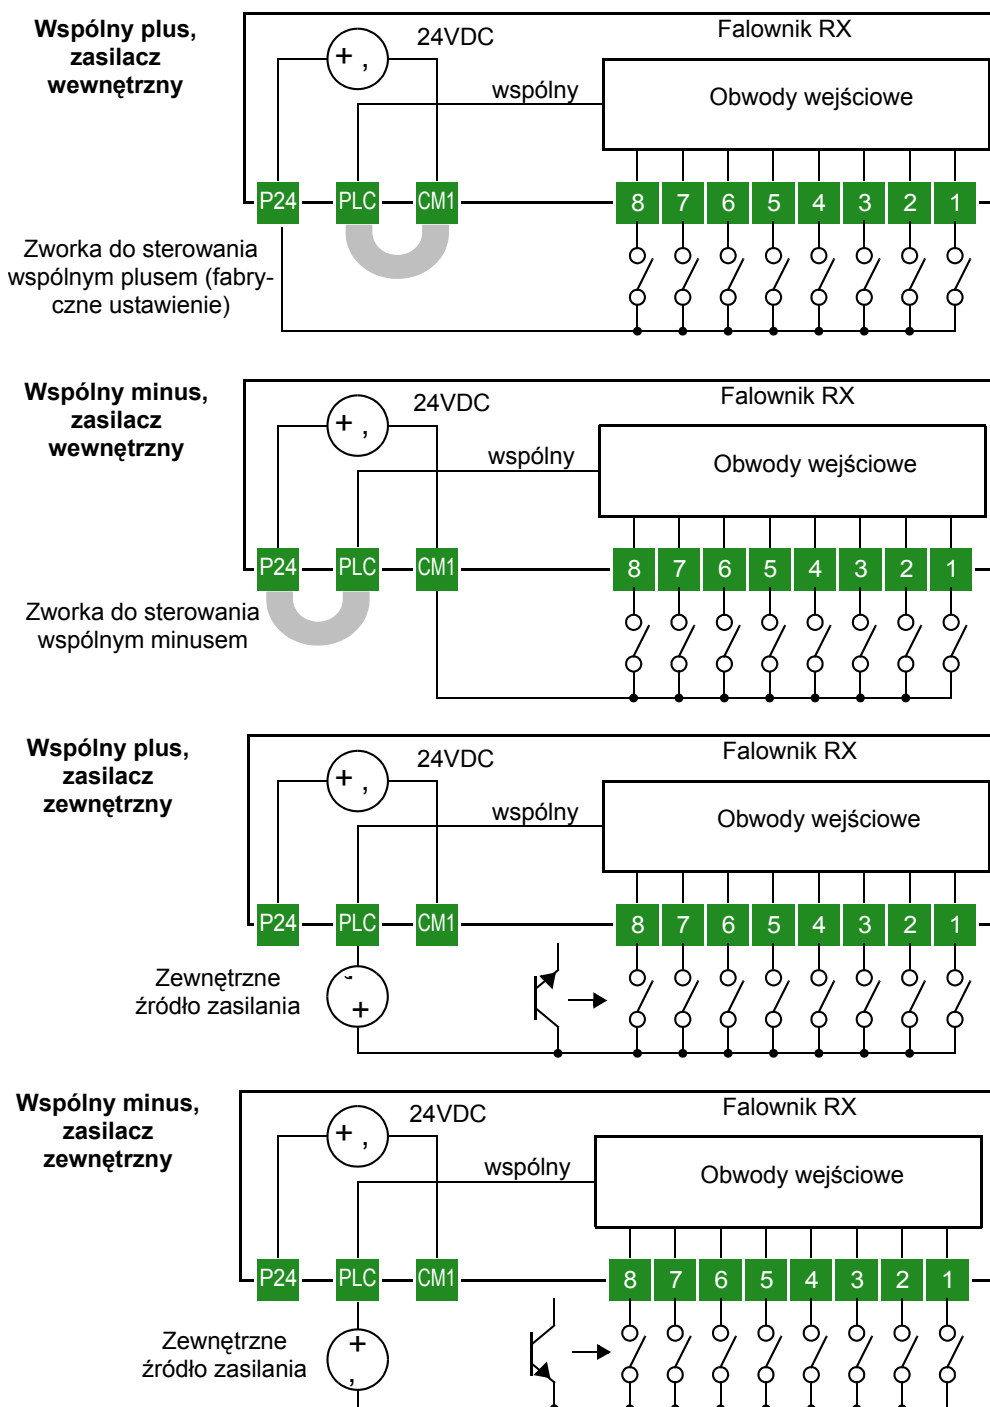 Wspólny plus,
zasilacz
wewnętrzny
24VDC
Falownik RX
+ ,
wspólny
Obwody wejściowe
P24 PLC CM1 8 7 6 5 4 3 2 1
Zworka do sterowania
wspólnym plusem (fabry-
czne ustawienie)
Wspólny minus,
zasilacz
wewnętrzny
24VDC
Falownik RX
+ ,
wspólny
Obwody wejściowe
P24 PLC CM1 8 7 6 5 4 3 2 1
Zworka do sterowania
wspólnym minusem
Wspólny plus,
zasilacz
zewnętrzny
24VDC
Falownik RX
+ ,
wspólny
Obwody wejściowe
P24 PLC CM1 8 7 6 5 4 3 2 1
Zewnętrzne
źródło zasilania
+
Wspólny minus,
zasilacz
zewnętrzny
24VDC
Falownik RX
+ ,
wspólny
Obwody wejściowe
P24 PLC CM1 8 7 6 5 4 3 2 1
Zewnętrzne
źródło zasilania
+
,